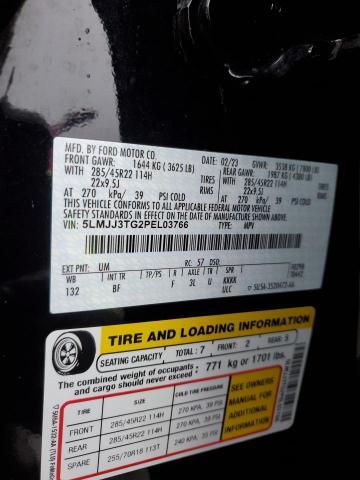 MFD. BY FORD MOTOR CO.
FRONT GAWR: 1644 KG (3625 LB)
WITH 285/45R22 114H TIRES
22x9.5J RIMS
AT 270 kPa/ 39 PSI COLD
02/23 GVWR: 3538 KG (7800 LB)
REAR GAWR: 1987 KG (4380 LB)
285/45R22 114H WITH TIRES
22x9.5J RIMS
AT 270 kPa/ 39 PSI COLD
THIS VEHICLE CONFORMS TO ALL APPLICABLE FEDERAL MOTOR VEHICLE
SAFETY STANDARDS IN EFFECT ON THE DATE OF MANUFACTURE SHOWN ABOVE.
VIN: 5LMJJ3TG2PEL03766 TYPE: MPV
EXT PNT: UM RC: 57 DSO:
WB INT TR TP/PS R AXLE TR SPR
132 BF F 3L U KKKK
ULC
TIRE AND LOADING INFORMATION
SEATING CAPACITY TOTAL: 7 FRONT: 2 REAR: 5
The combined weight of occupants and cargo should never exceed: 771 kg or 1701 lbs.
TIRE SIZE COLD TIRE PRESSURE
FRONT 285/45R22 114H 270 KPA, 39 PSI
REAR 285/45R22 114H 270 KPA, 39 PSI
SPARE 255/70R18 113T 240 KPA, 35 PSI
SEE OWNERS MANUAL FOR ADDITIONAL INFORMATION